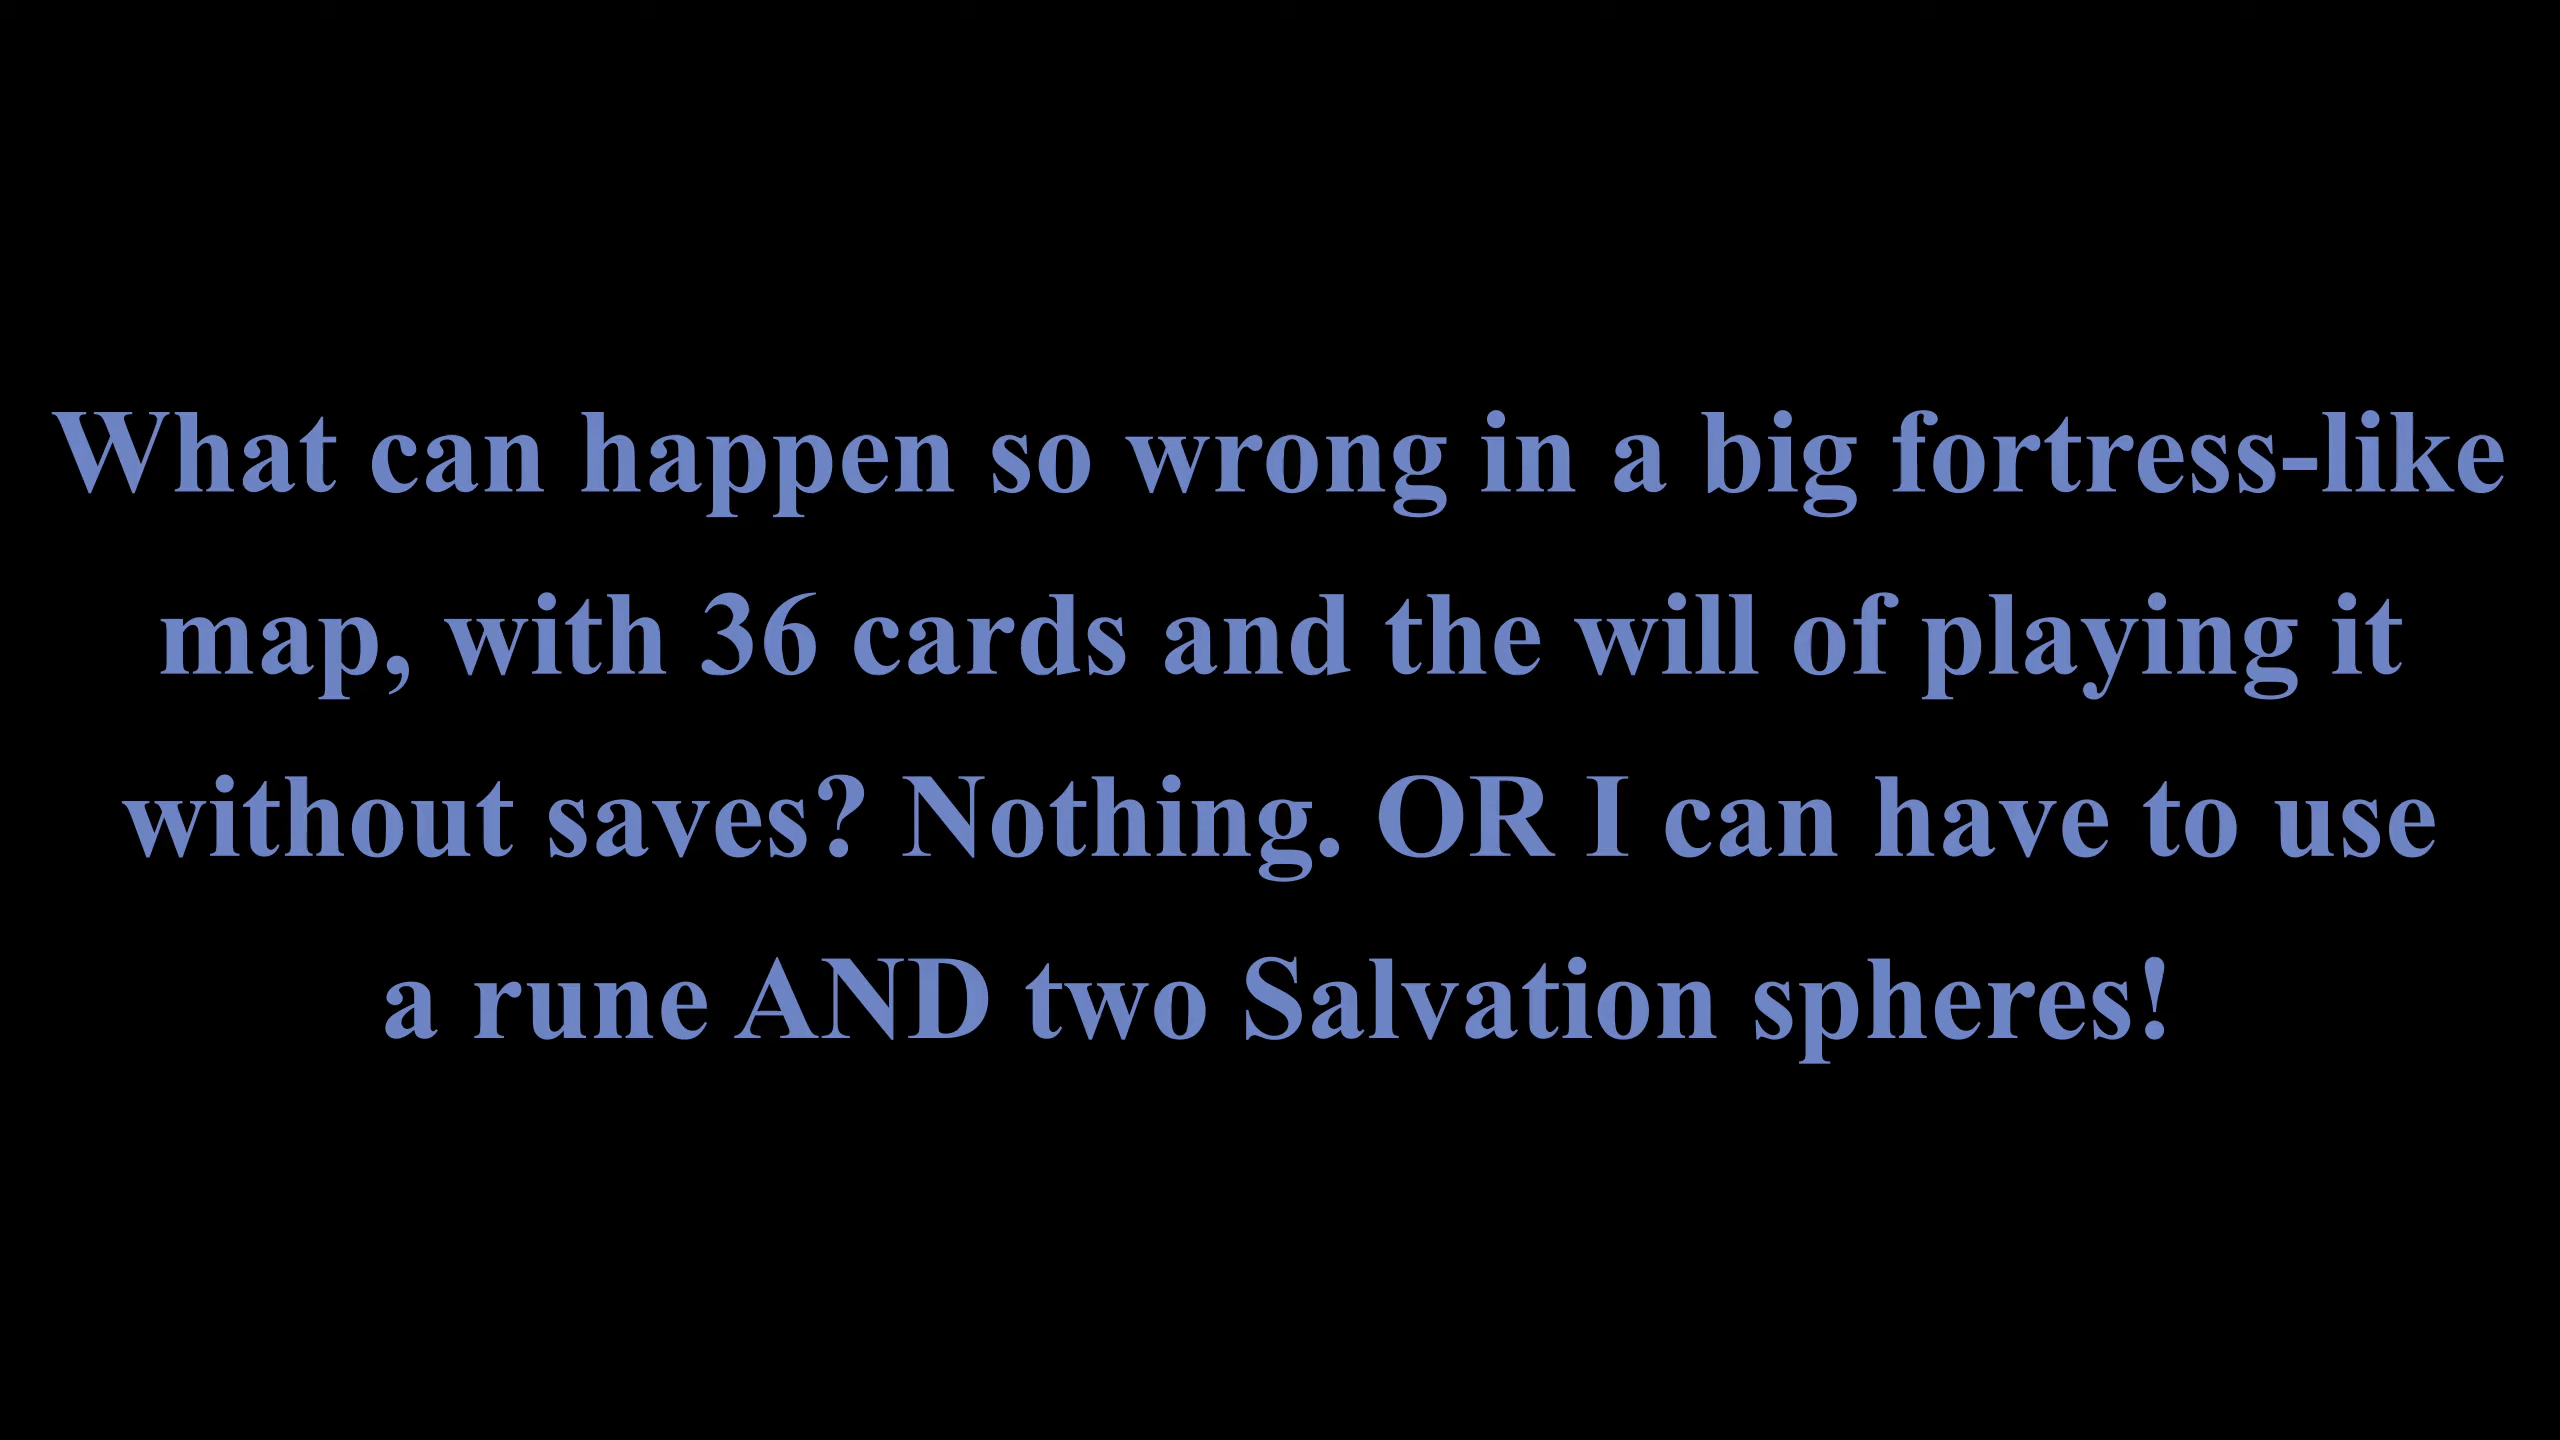 What can happen so wrong in a big fortress-like
map, with 36 cards and the will of playing it
without saves? Nothing. OR I can have to use
a rune AND two Salvation spheres!